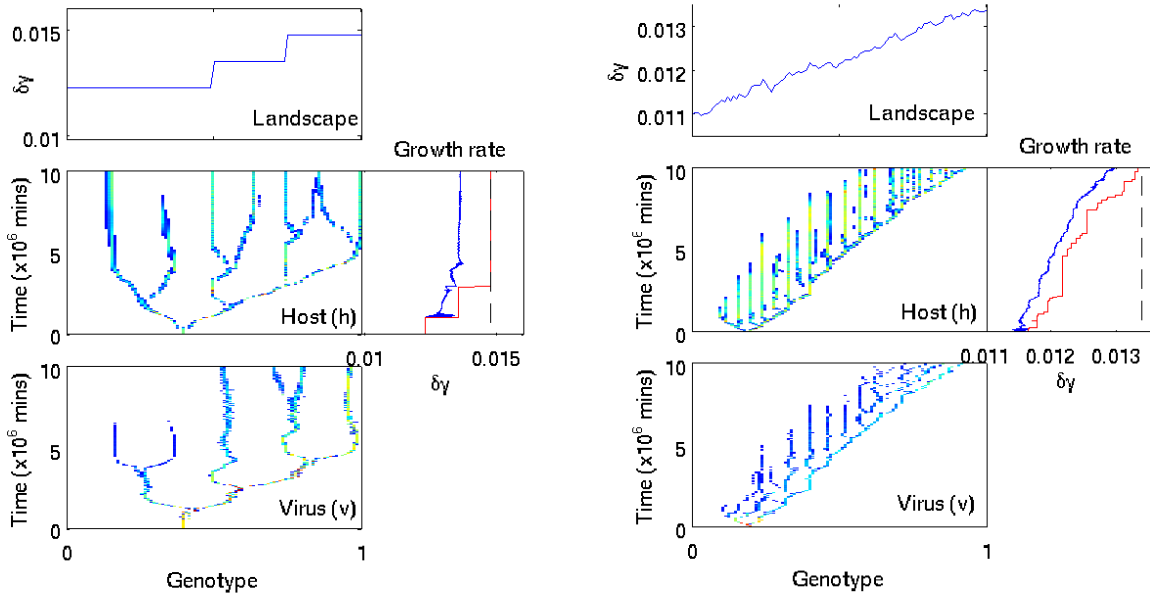 0.015
δγ
0.01
Landscape
Growth rate
10
5
0
Time (x10⁶ mins)
Host (h)
0.01
0.015
δγ
10
5
0
Time (x10⁶ mins)
Virus (v)
0
1
Genotype
0.013
0.012
0.011
δγ
Landscape
Growth rate
10
5
0
Time (x10⁶ mins)
Host (h)
0.011
0.012
0.013
δγ
10
5
0
Time (x10⁶ mins)
Virus (v)
0
1
Genotype